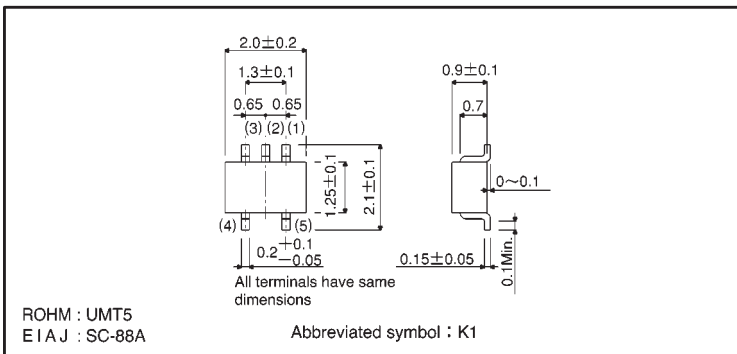 2.0±0.2
1.3±0.1
0.65 0.65
(3) (2) (1)
1.25±0.1
2.1±0.1
(4) (5)
0.2 +0.1
−0.05
All terminals have same
dimensions
0.9±0.1
0.7
0~0.1
0.15±0.05
0.1Min.
ROHM : UMT5
EIAJ : SC-88A
Abbreviated symbol : K1